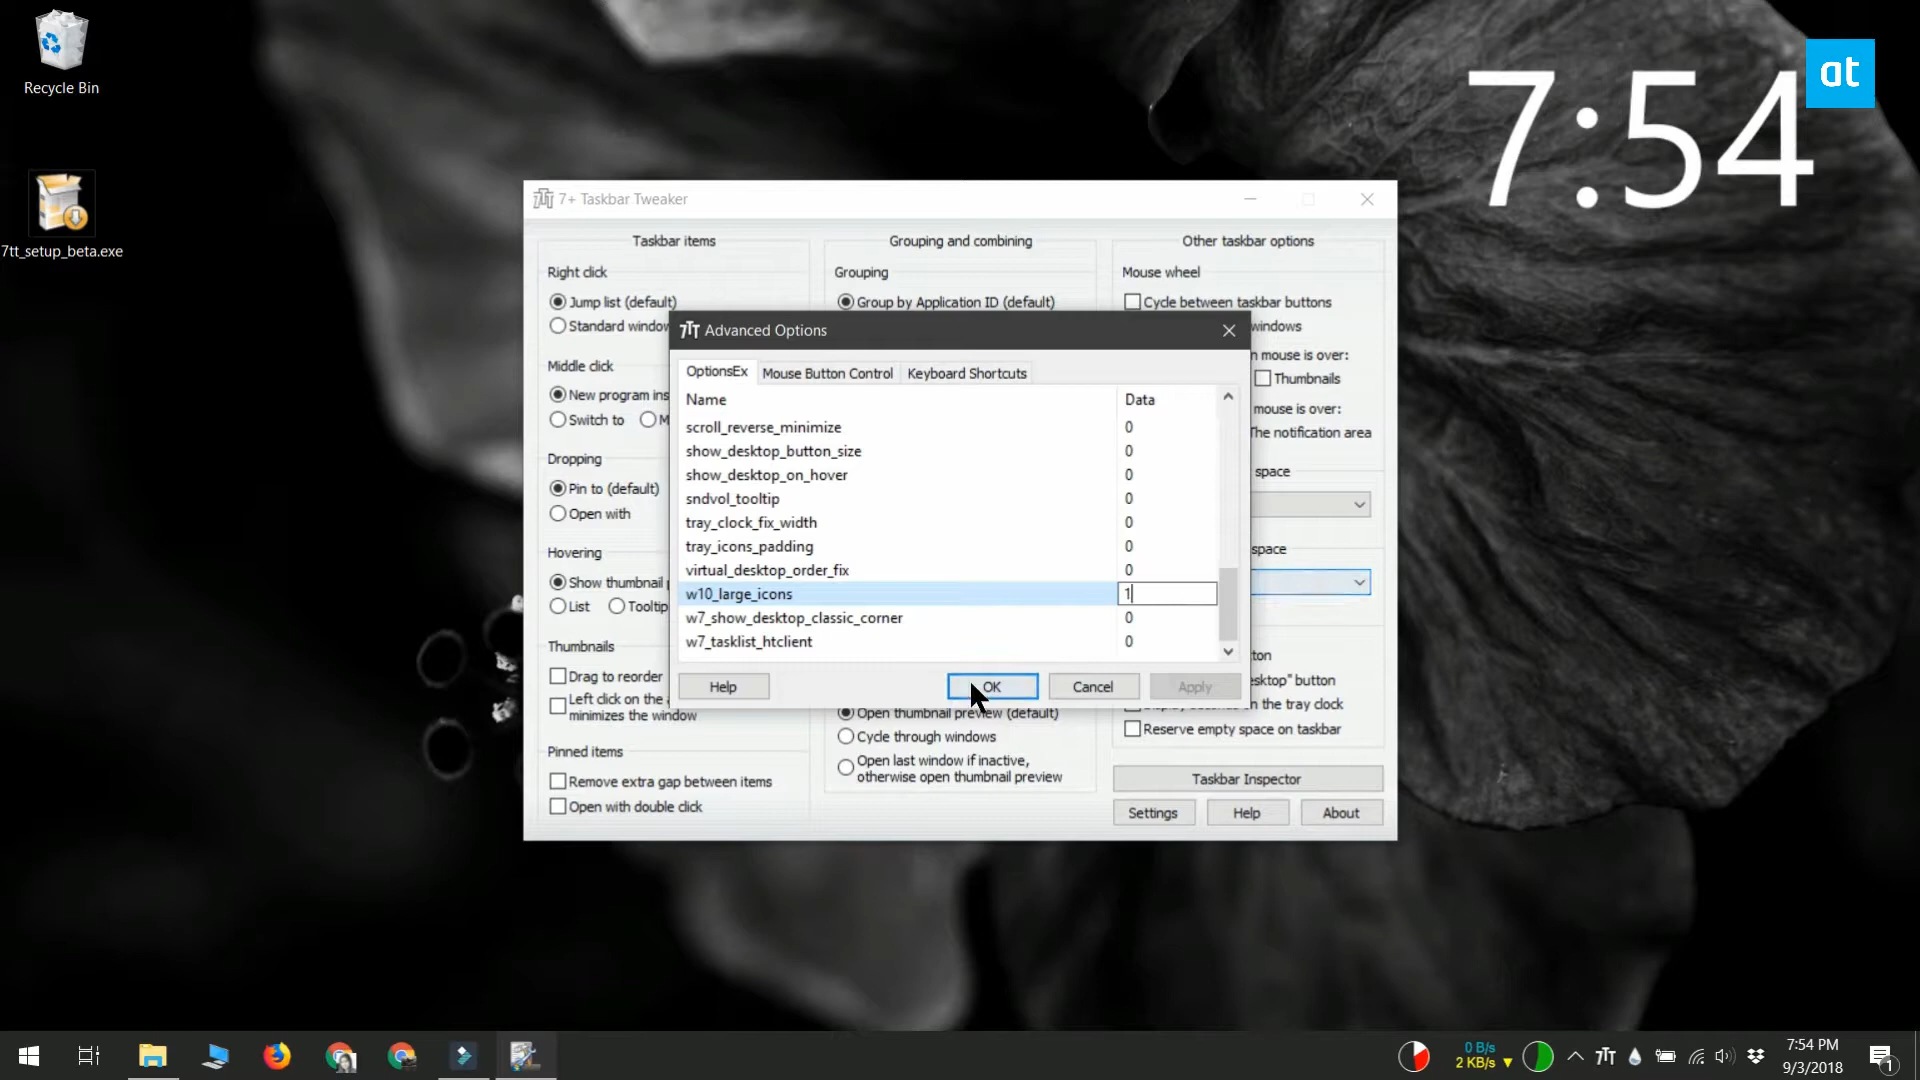 Recycle Bin
7tt_setup_beta.exe
7:54
at
7+ Taskbar Tweaker
Taskbar items
Right click
Jump list (default)
Standard window
Middle click
New program ins
Switch to
M
Dropping
Pin to (default)
Open with
Hovering
Show thumbnail
List
Tooltip
Thumbnails
Drag to reorder
Left click on the
minimizes the window
Pinned items
Remove extra gap between items
Open with double click
Grouping and combining
Grouping
Group by Application ID (default)
Open thumbnail preview (default)
Cycle through windows
Open last window if inactive,
otherwise open thumbnail preview
Other taskbar options
Mouse wheel
Cycle between taskbar buttons
windows
n mouse is over:
Thumbnails
mouse is over:
The notification area
space
space
ton
esktop" button
on the tray clock
Reserve empty space on taskbar
Taskbar Inspector
Settings
Help
About
Advanced Options
OptionsEx
Mouse Button Control
Keyboard Shortcuts
Name Data
scroll_reverse_minimize 0
show_desktop_button_size 0
show_desktop_on_hover 0
sndvol_tooltip 0
tray_clock_fix_width 0
tray_icons_padding 0
virtual_desktop_order_fix 0
w10_large_icons 1
w7_show_desktop_classic_corner 0
w7_tasklist_htclient 0
Help
OK
Cancel
Apply
0 B/s
2 KB/s
7:54 PM
9/3/2018
1